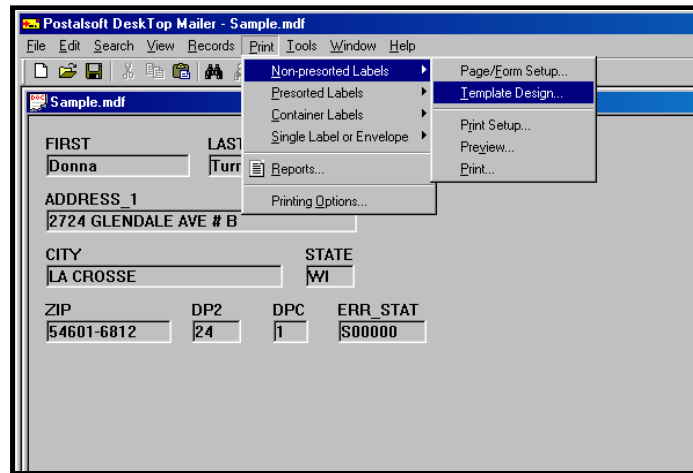 Postalsoft DeskTop Mailer - Sample.mdf
File Edit Search View Records Print Tools Window Help
Non-presorted Labels
Presorted Labels
Container Labels
Single Label or Envelope
Reports...
Printing Options...
Page/Form Setup...
Template Design...
Print Setup...
Preview...
Print...
Sample.mdf
FIRST LAST
Donna Turr
ADDRESS_1
2724 GLENDALE AVE # B
CITY STATE
LA CROSSE WI
ZIP DP2 DPC ERR_STAT
54601-6812 24 1 S00000